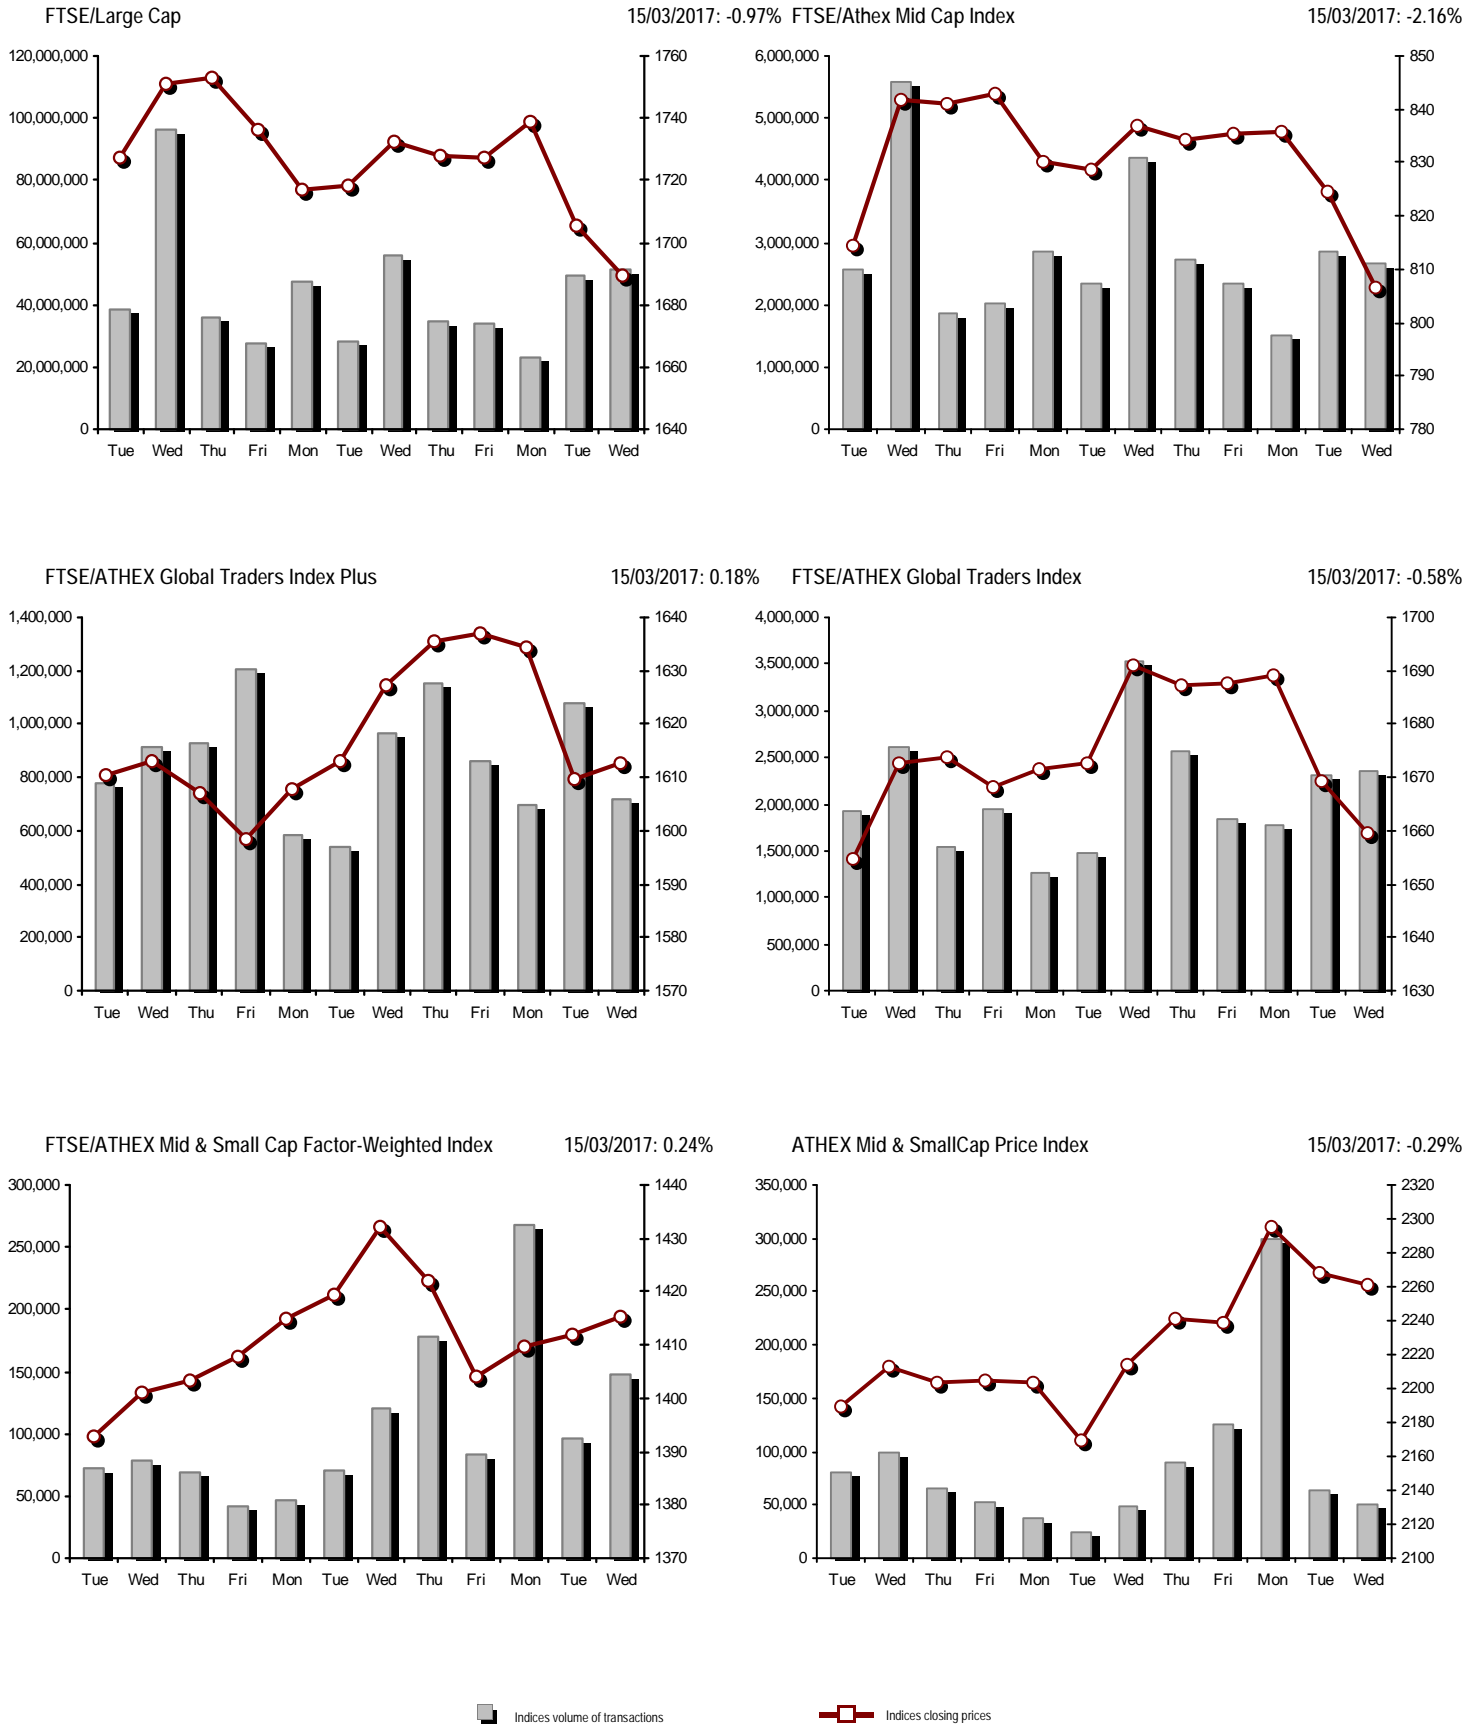 FTSE/Large Cap 15/03/2017: -0.97% FTSE/Athex Mid Cap Index 15/03/2017: -2.16%
120,000,000 1760 6,000,000 850
100,000,000 1740 5,000,000 840
80,000,000 1720 4,000,000 830
60,000,000 1700 3,000,000 820
40,000,000 1680 2,000,000 810
20,000,000 1660 1,000,000 800
0 1640 0 790
780
Tue Wed Thu Fri Mon Tue Wed Thu Fri Mon Tue Wed Tue Wed Thu Fri Mon Tue Wed Thu Fri Mon Tue Wed
FTSE/ATHEX Global Traders Index Plus 15/03/2017: 0.18% FTSE/ATHEX Global Traders Index 15/03/2017: -0.58%
1,400,000 1640 4,000,000 1700
1,200,000 1630 3,500,000 1690
1,000,000 1620 3,000,000 1680
800,000 1610 2,500,000 1670
600,000 1600 2,000,000 1660
400,000 1590 1,500,000 1650
200,000 1580 1,000,000 1640
0 1570 500,000 1630
0
Tue Wed Thu Fri Mon Tue Wed Thu Fri Mon Tue Wed Tue Wed Thu Fri Mon Tue Wed Thu Fri Mon Tue Wed
FTSE/ATHEX Mid & Small Cap Factor-Weighted Index 15/03/2017: 0.24% ATHEX Mid & SmallCap Price Index 15/03/2017: -0.29%
300,000 1440 350,000 2320
250,000 1430 300,000 2300
200,000 1420 250,000 2280
150,000 1410 200,000 2260
100,000 1400 150,000 2240
50,000 1390 100,000 2220
0 1380 50,000 2200
1370 0 2180
2160
2140
2120
2100
Tue Wed Thu Fri Mon Tue Wed Thu Fri Mon Tue Wed Tue Wed Thu Fri Mon Tue Wed Thu Fri Mon Tue Wed
Indices volume of transactions Indices closing prices